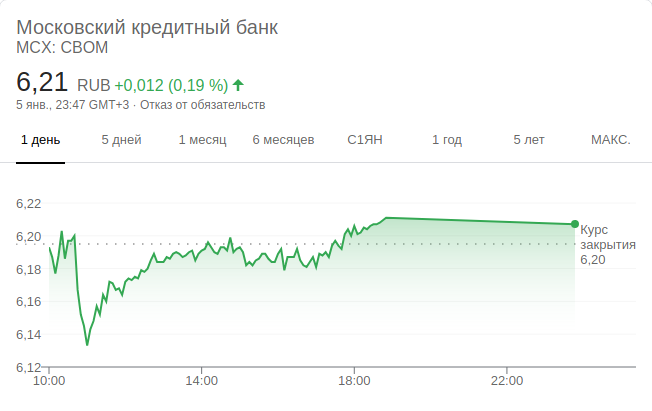 Московский кредитный банк
MCX: CBOM
6,21 RUB +0,012 (0,19 %)
5 янв., 23:47 GMT+3 · Отказ от обязательств
1 день 5 дней 1 месяц 6 месяцев С1ЯН 1 год 5 лет МАКС.
6,22
6,20
6,18
6,16
6,14
6,12
Курс
закрытия
6,20
10:00 14:00 18:00 22:00